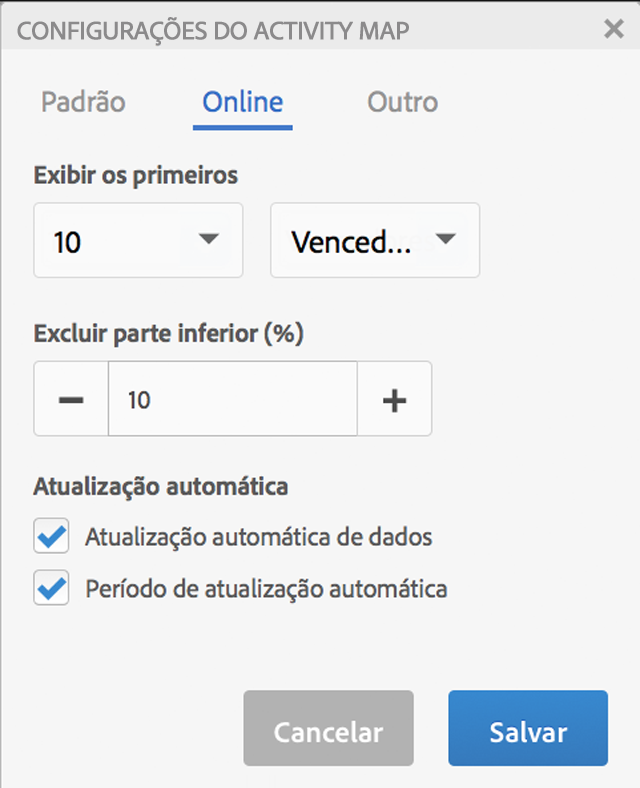 CONFIGURAÇÕES DO ACTIVITY MAP
Padrão Online Outro
Exibir os primeiros
10 Venced...
Excluir parte inferior (%)
10
Atualização automática
Atualização automática de dados
Período de atualização automática
Cancelar Salvar